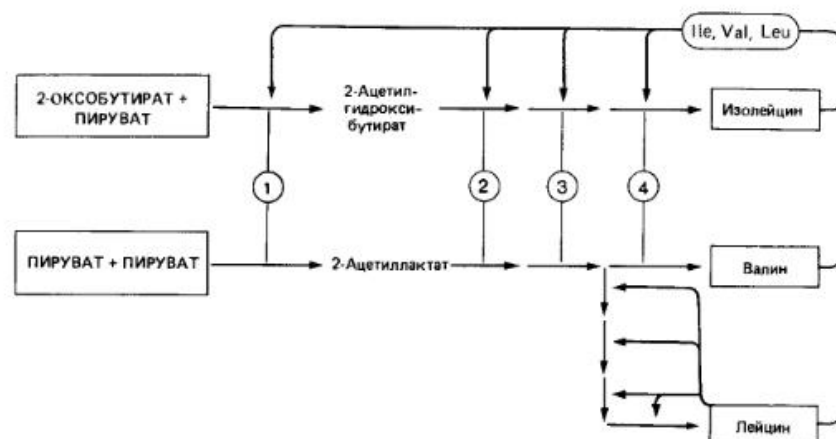 Ile, Val, Leu
2-ОКСОБУТИРАТ +
ПИРУВАТ
2-Ацетил-
гидрокси-
бутират
Изолейцин
1
2
3
4
ПИРУВАТ + ПИРУВАТ
2-Ацетиллактат
Валин
Лейцин